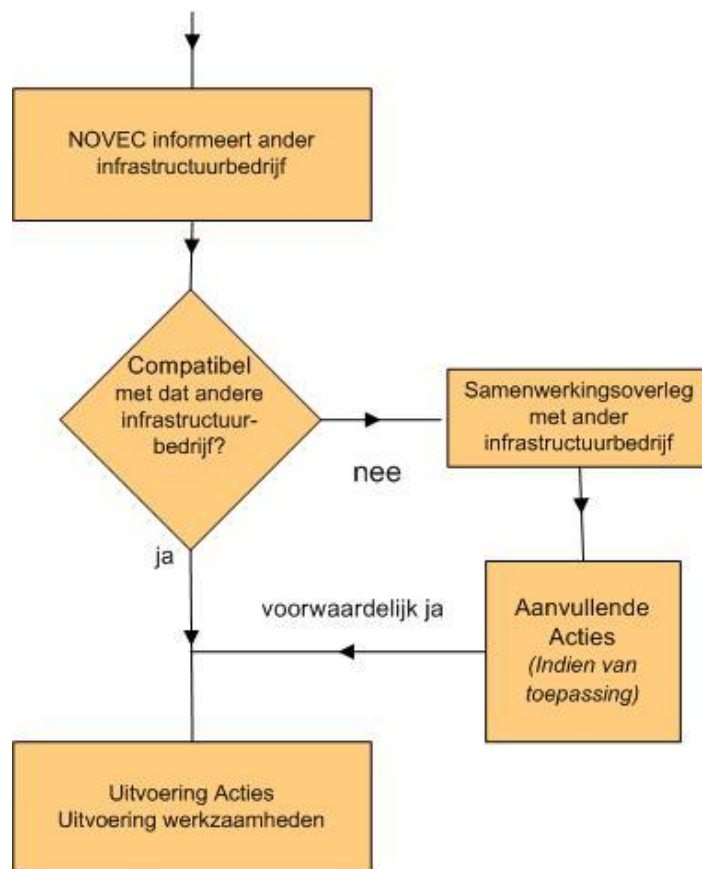 NOVEC informeert ander
infrastructuurbedrijf
Compatibel
met dat andere
infrastructuur-
bedrijf?
nee
Samenwerkingsoverleg
met ander
infrastructuurbedrijf
ja
voorwaardelijk ja
Aanvullende
Acties
(Indien van
toepassing)
Uitvoering Acties
Uitvoering werkzaamheden